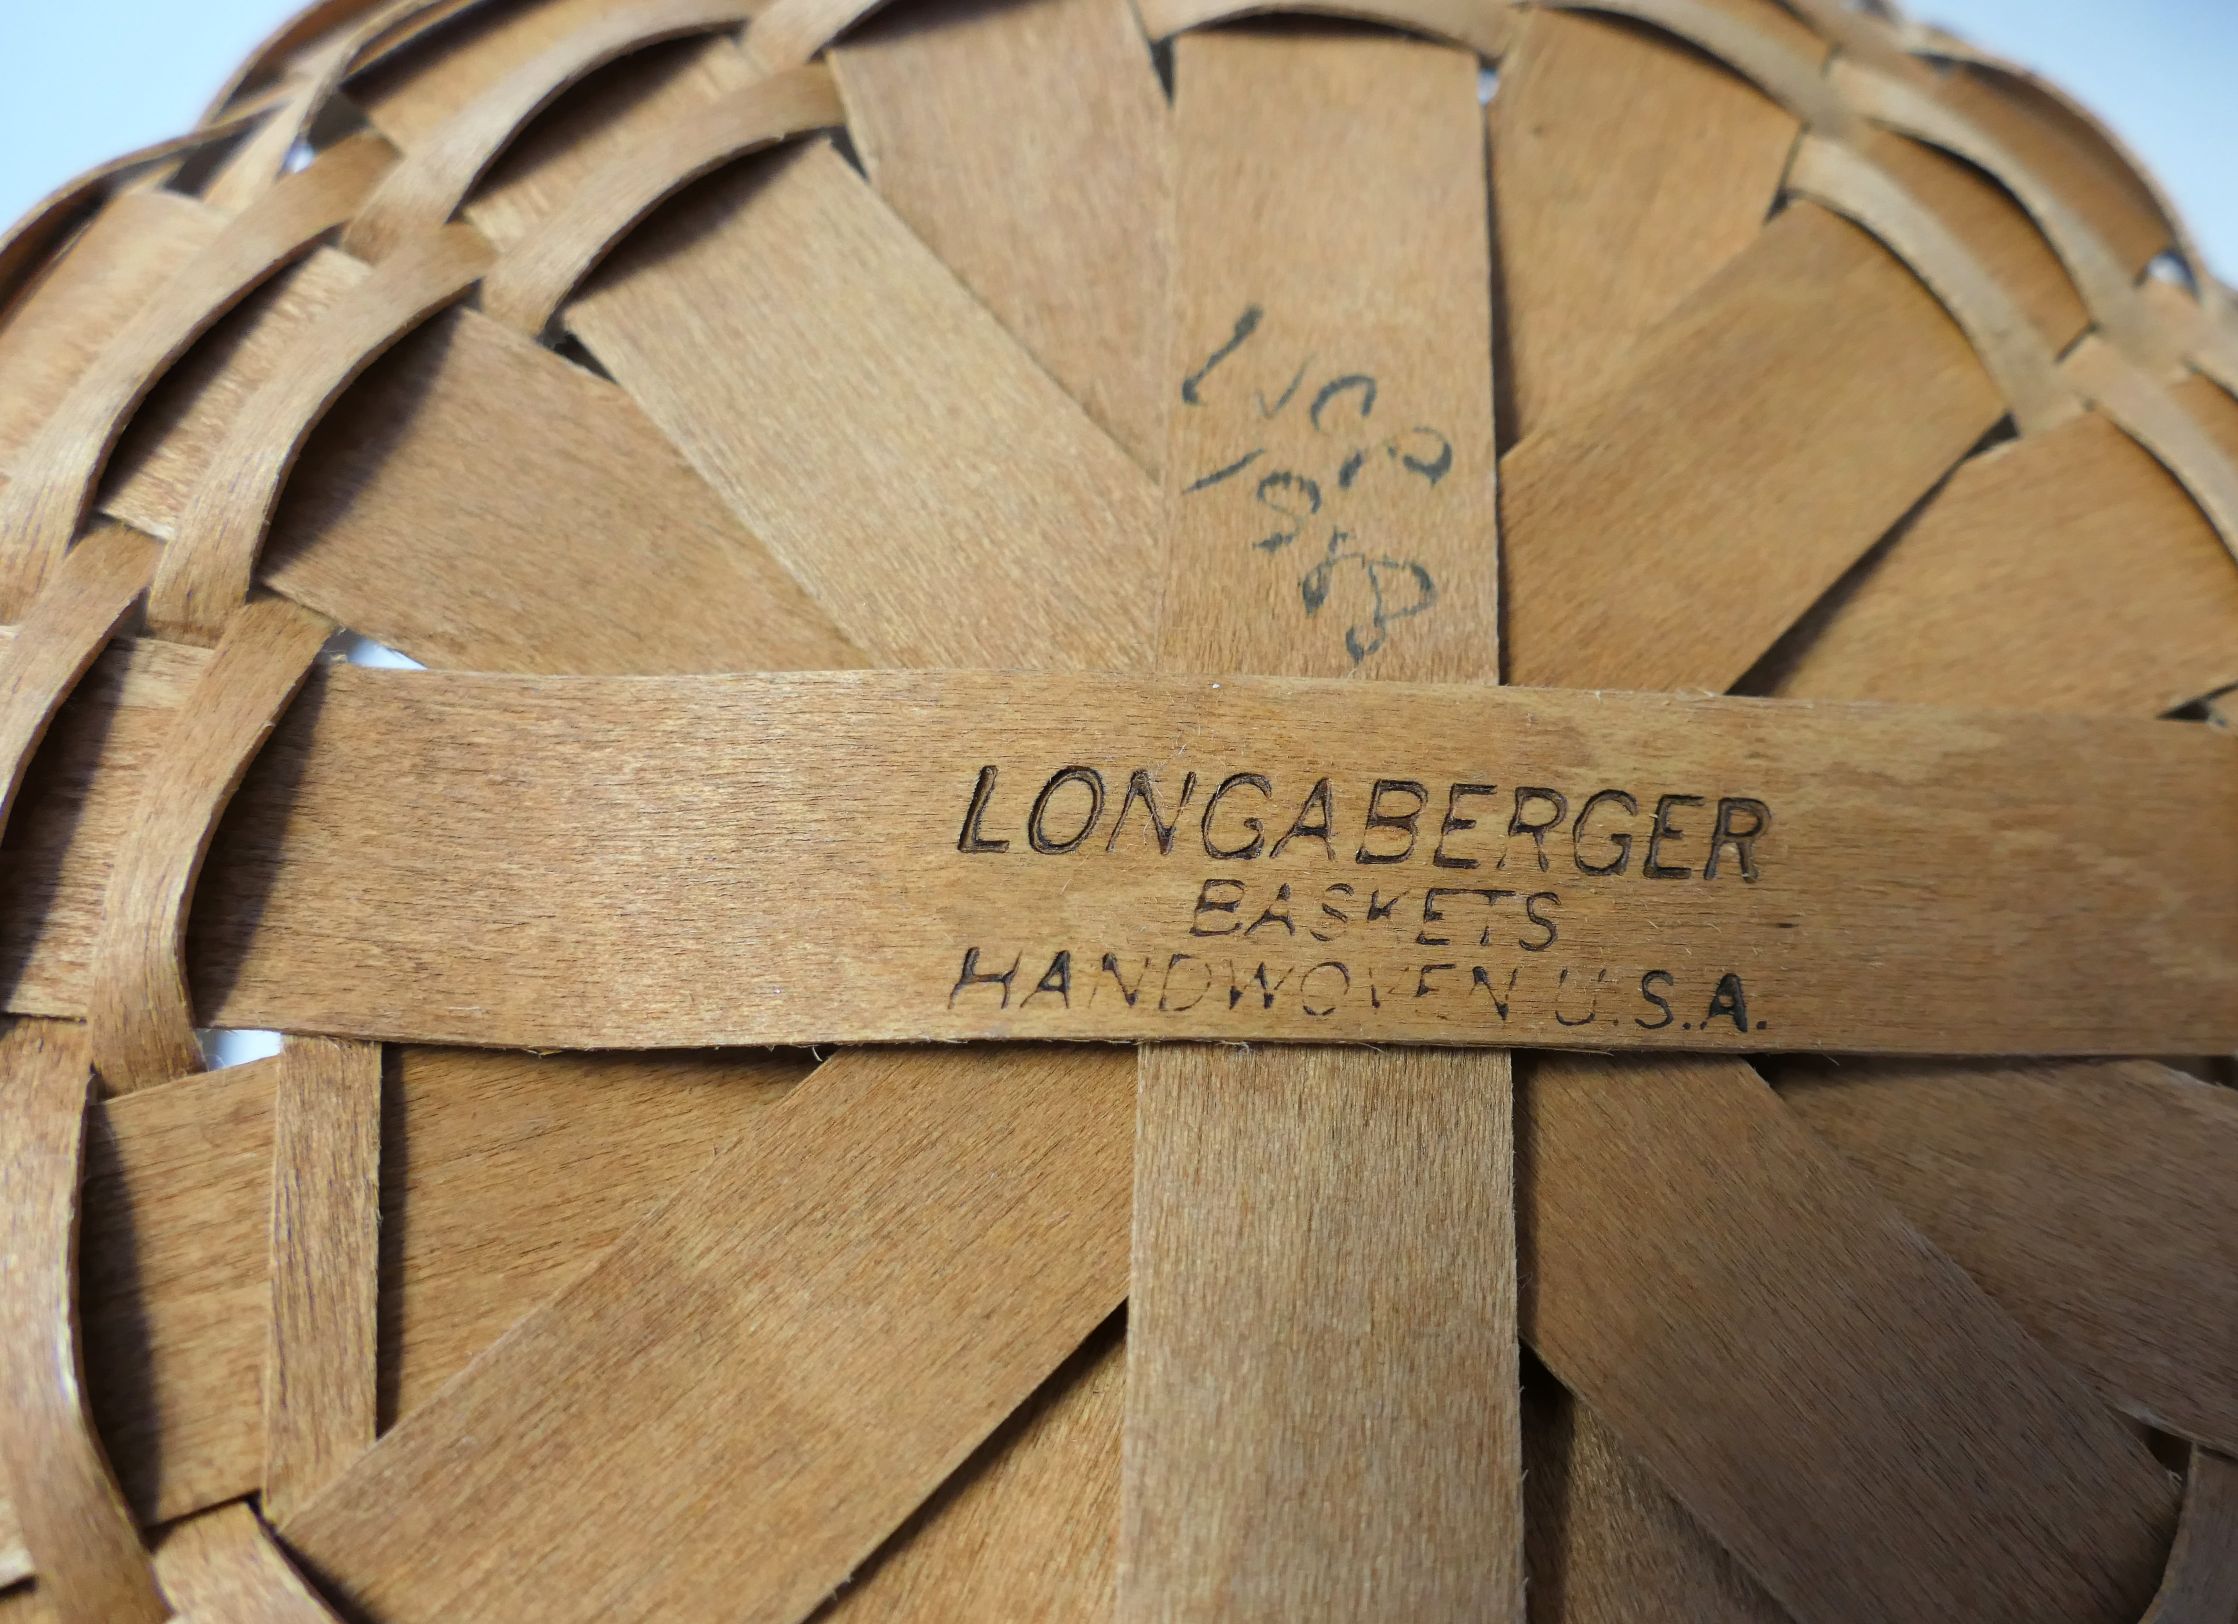 LONGABERGER
BASKETS
HANDWOVEN U.S.A.